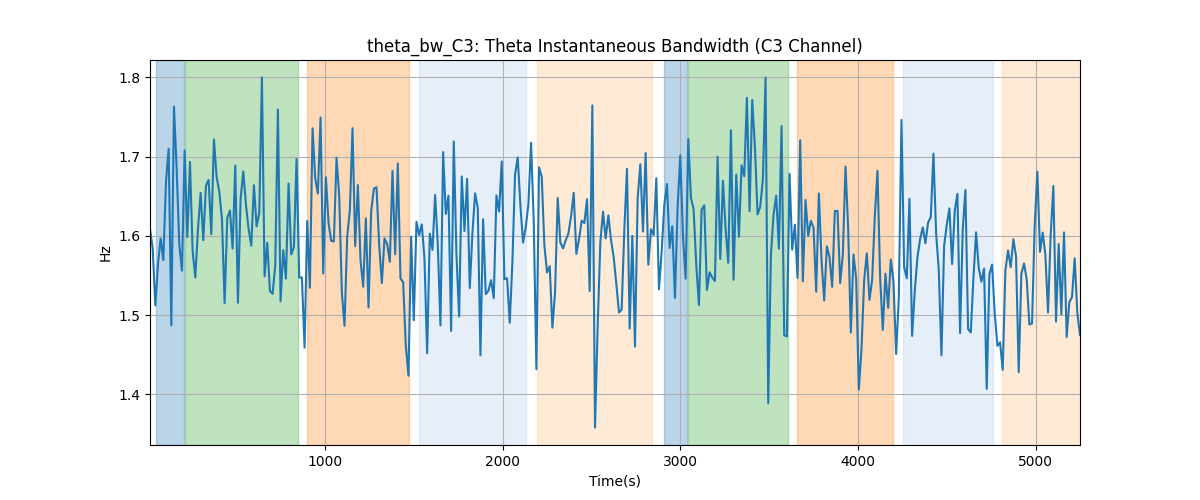 theta_bw_C3: Theta Instantaneous Bandwidth (C3 Channel)
1.8
1.7
1.6
1.5
1.4
Hz
1000 2000 3000 4000 5000
Time(s)